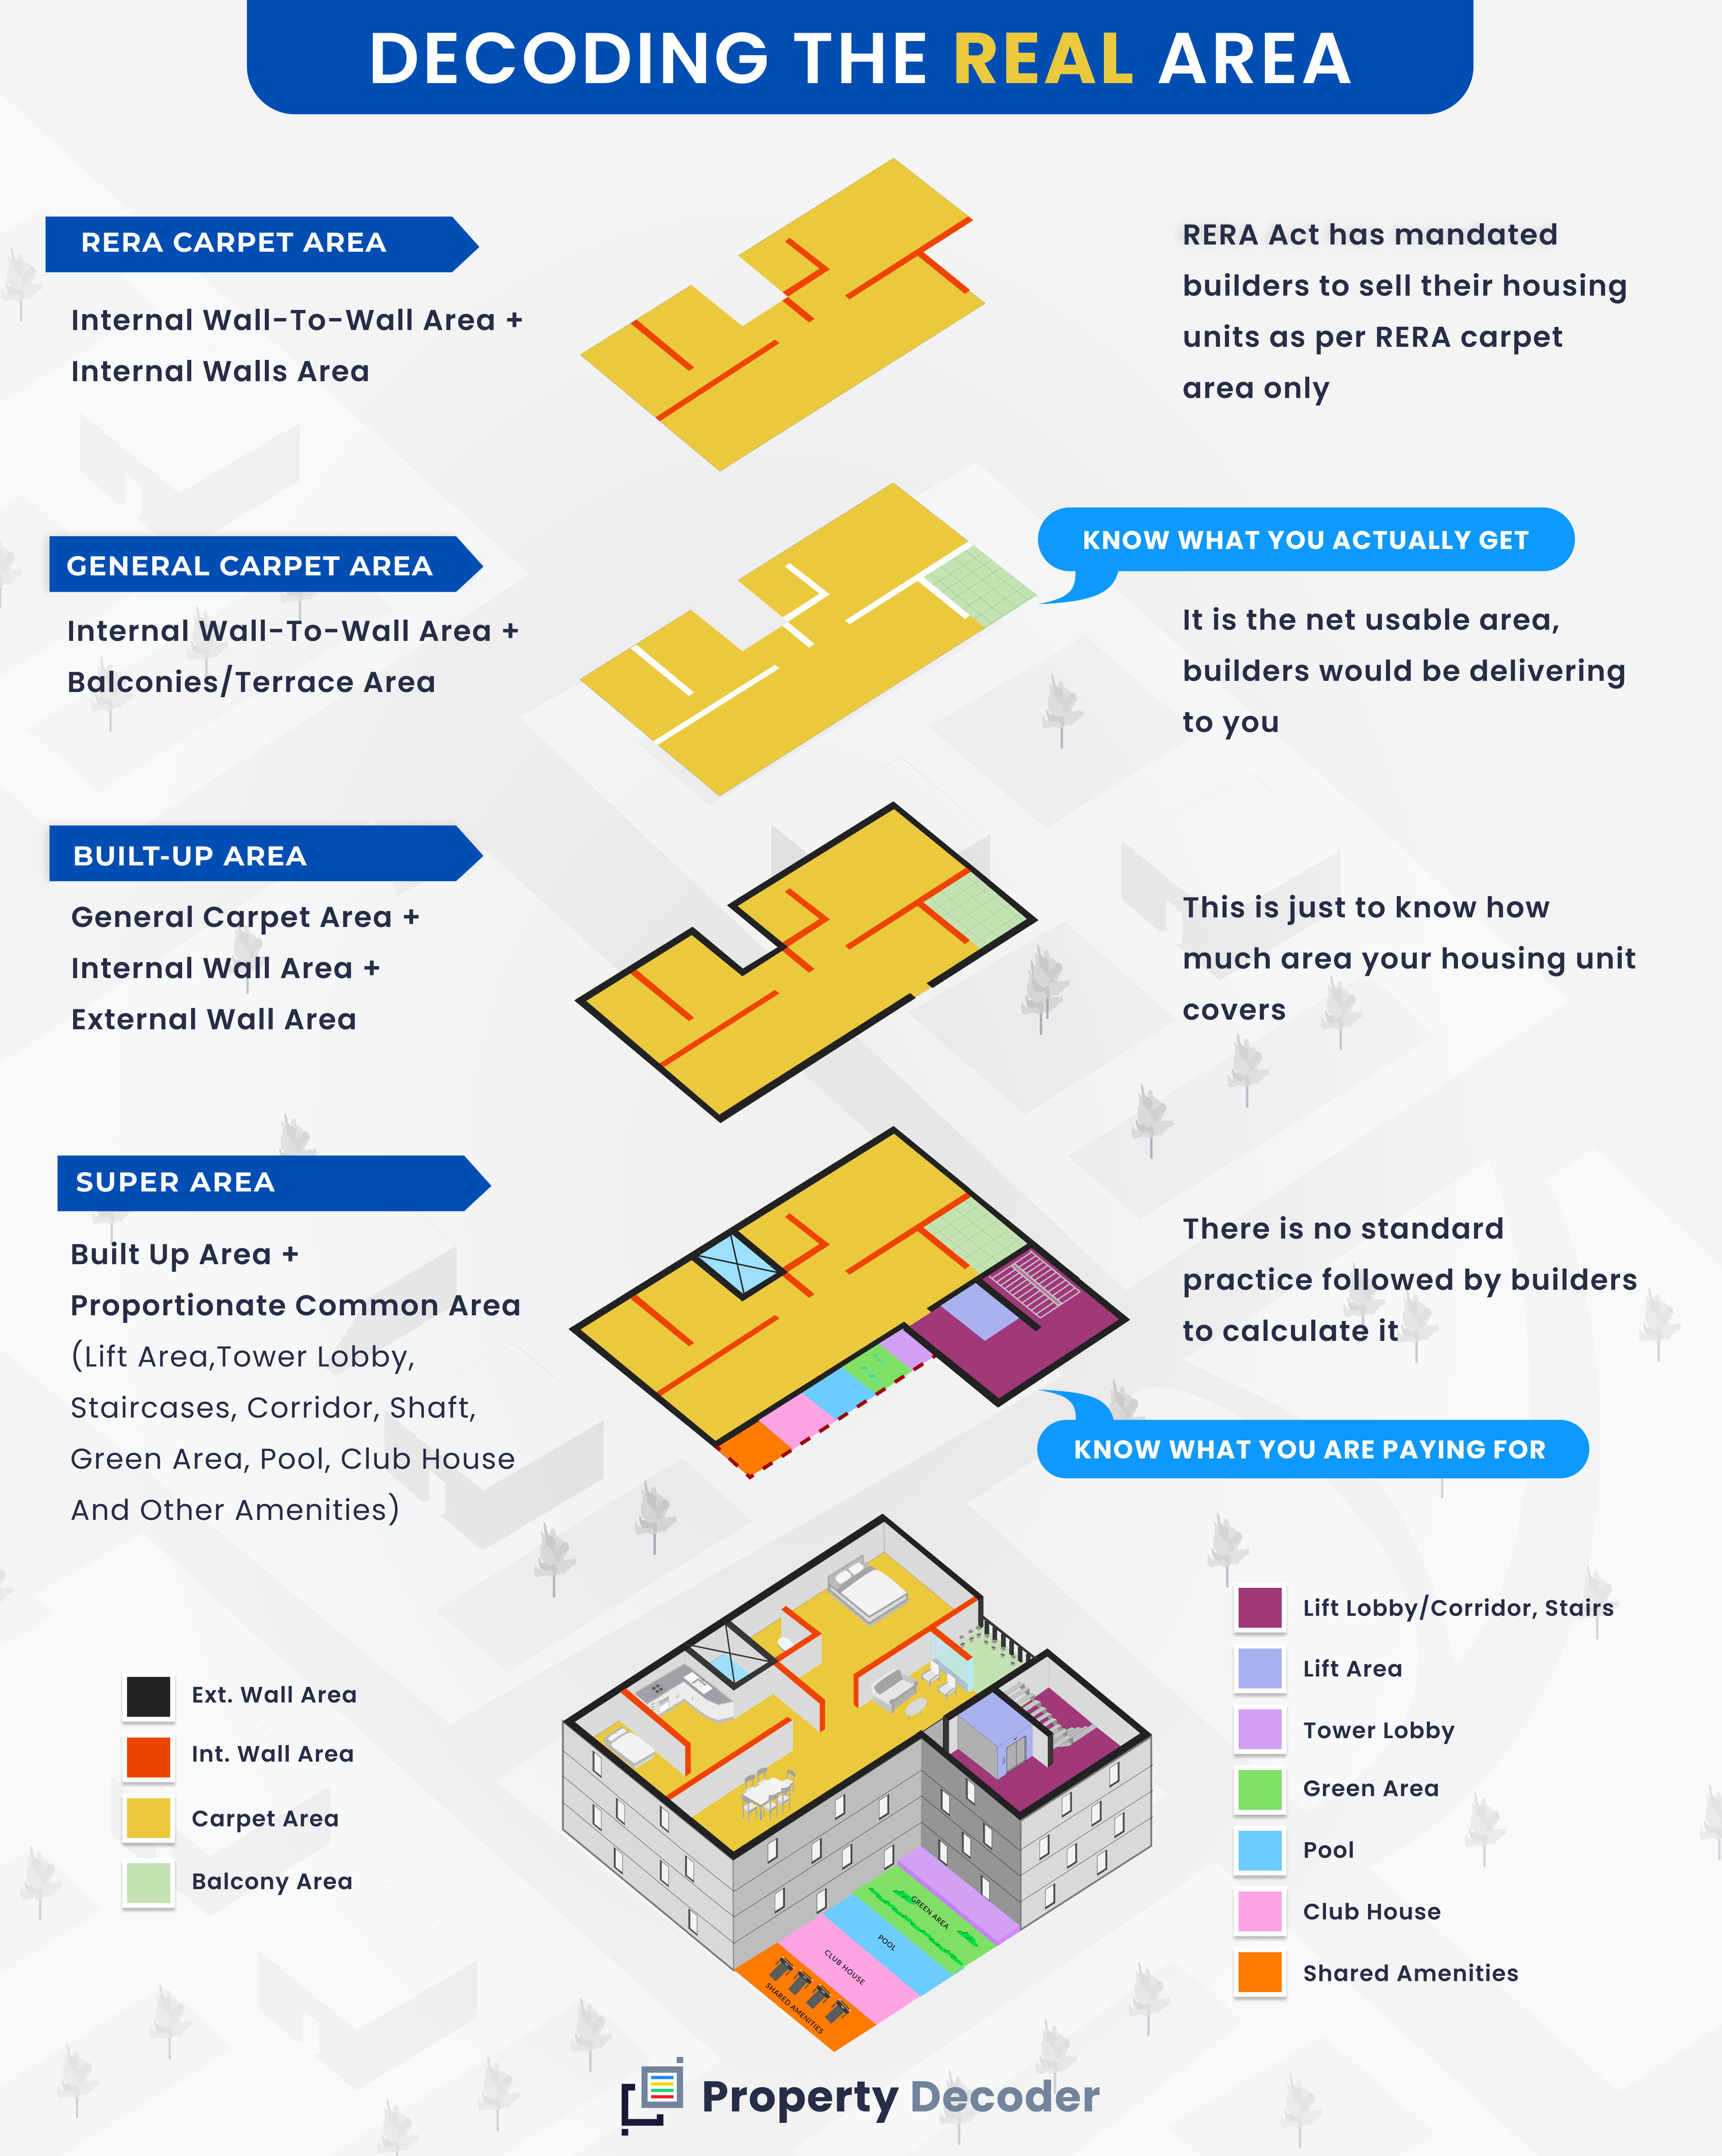 DECODING THE REAL AREA
RERA CARPET AREA
Internal Wall-To-Wall Area +
Internal Walls Area
RERA Act has mandated
builders to sell their housing
units as per RERA carpet
area only
GENERAL CARPET AREA
Internal Wall-To-Wall Area +
Balconies/Terrace Area
KNOW WHAT YOU ACTUALLY GET
It is the net usable area,
builders would be delivering
to you
BUILT-UP AREA
General Carpet Area +
Internal Wall Area +
External Wall Area
This is just to know how
much area your housing unit
covers
SUPER AREA
Built Up Area +
Proportionate Common Area
(Lift Area,Tower Lobby,
Staircases, Corridor, Shaft,
Green Area, Pool, Club House
And Other Amenities)
There is no standard
practice followed by builders
to calculate it
KNOW WHAT YOU ARE PAYING FOR
Ext. Wall Area
Int. Wall Area
Carpet Area
Balcony Area
GREEN AREA
POOL
CLUB HOUSE
SHARED AMENITIES
Lift Lobby/Corridor, Stairs
Lift Area
Tower Lobby
Green Area
Pool
Club House
Shared Amenities
Property Decoder